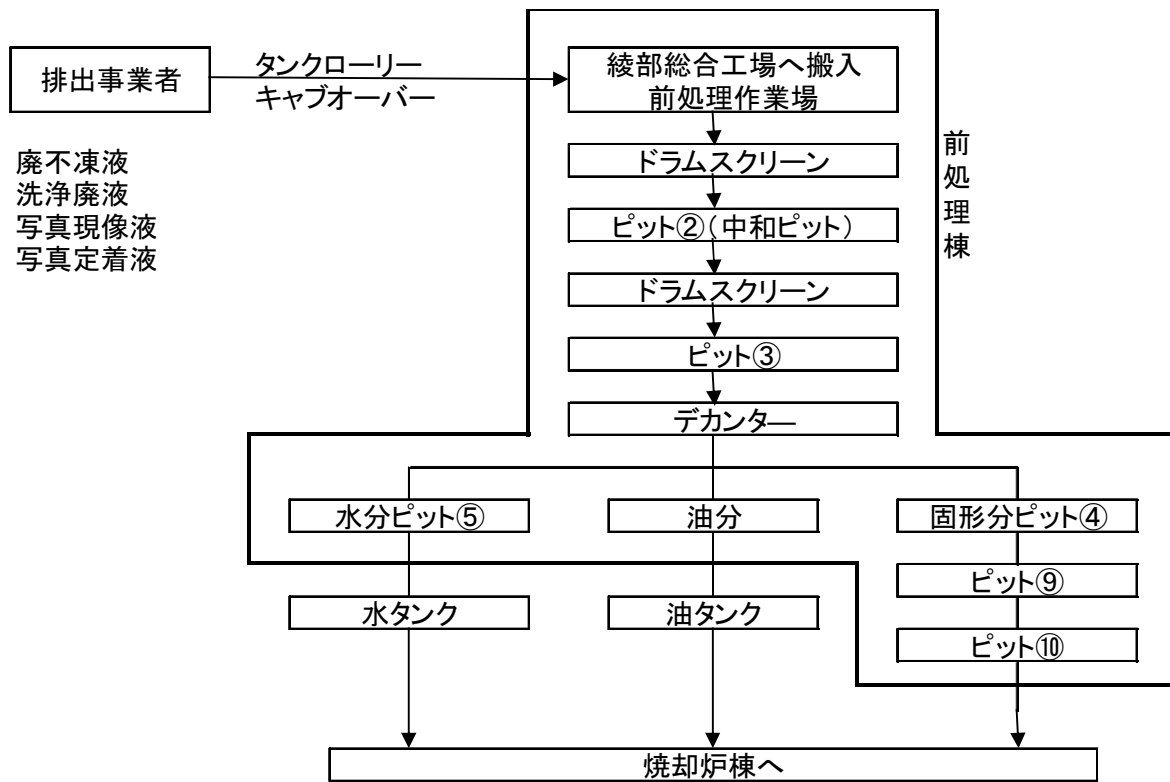 排出事業者
タンクローリー
キャブオーバー
綾部総合工場へ搬入
前処理作業場
廃不凍液
洗浄廃液
写真現像液
写真定着液
前処理棟
ドラムスクリーン
ピット②(中和ピット)
ドラムスクリーン
ピット③
デカンター
水分ピット⑤
油分
固形分ピット④
ピット⑨
水タンク
油タンク
ピット⑩
焼却炉棟へ